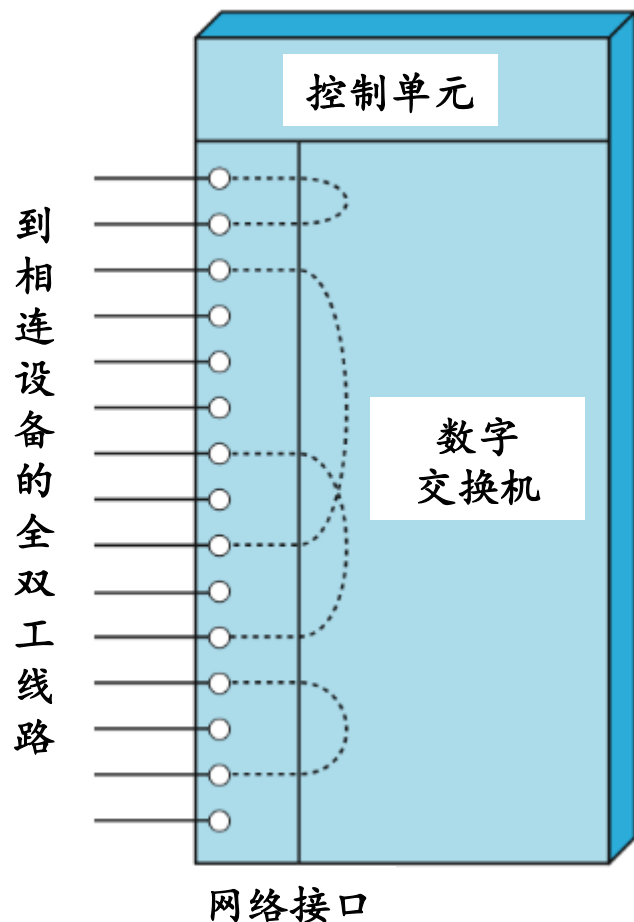 控制单元
到相连设备的全双工线路
数字
交换机
网络接口